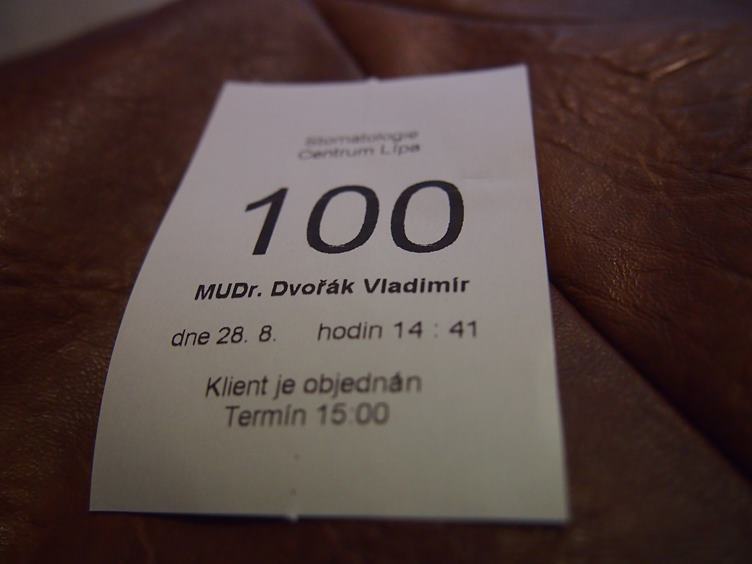 Stomatologie
Centrum Lípa
100
MUDr. Dvořák Vladimír
dne 28. 8. hodin 14 : 41
Klient je objednán
Termín 15:00